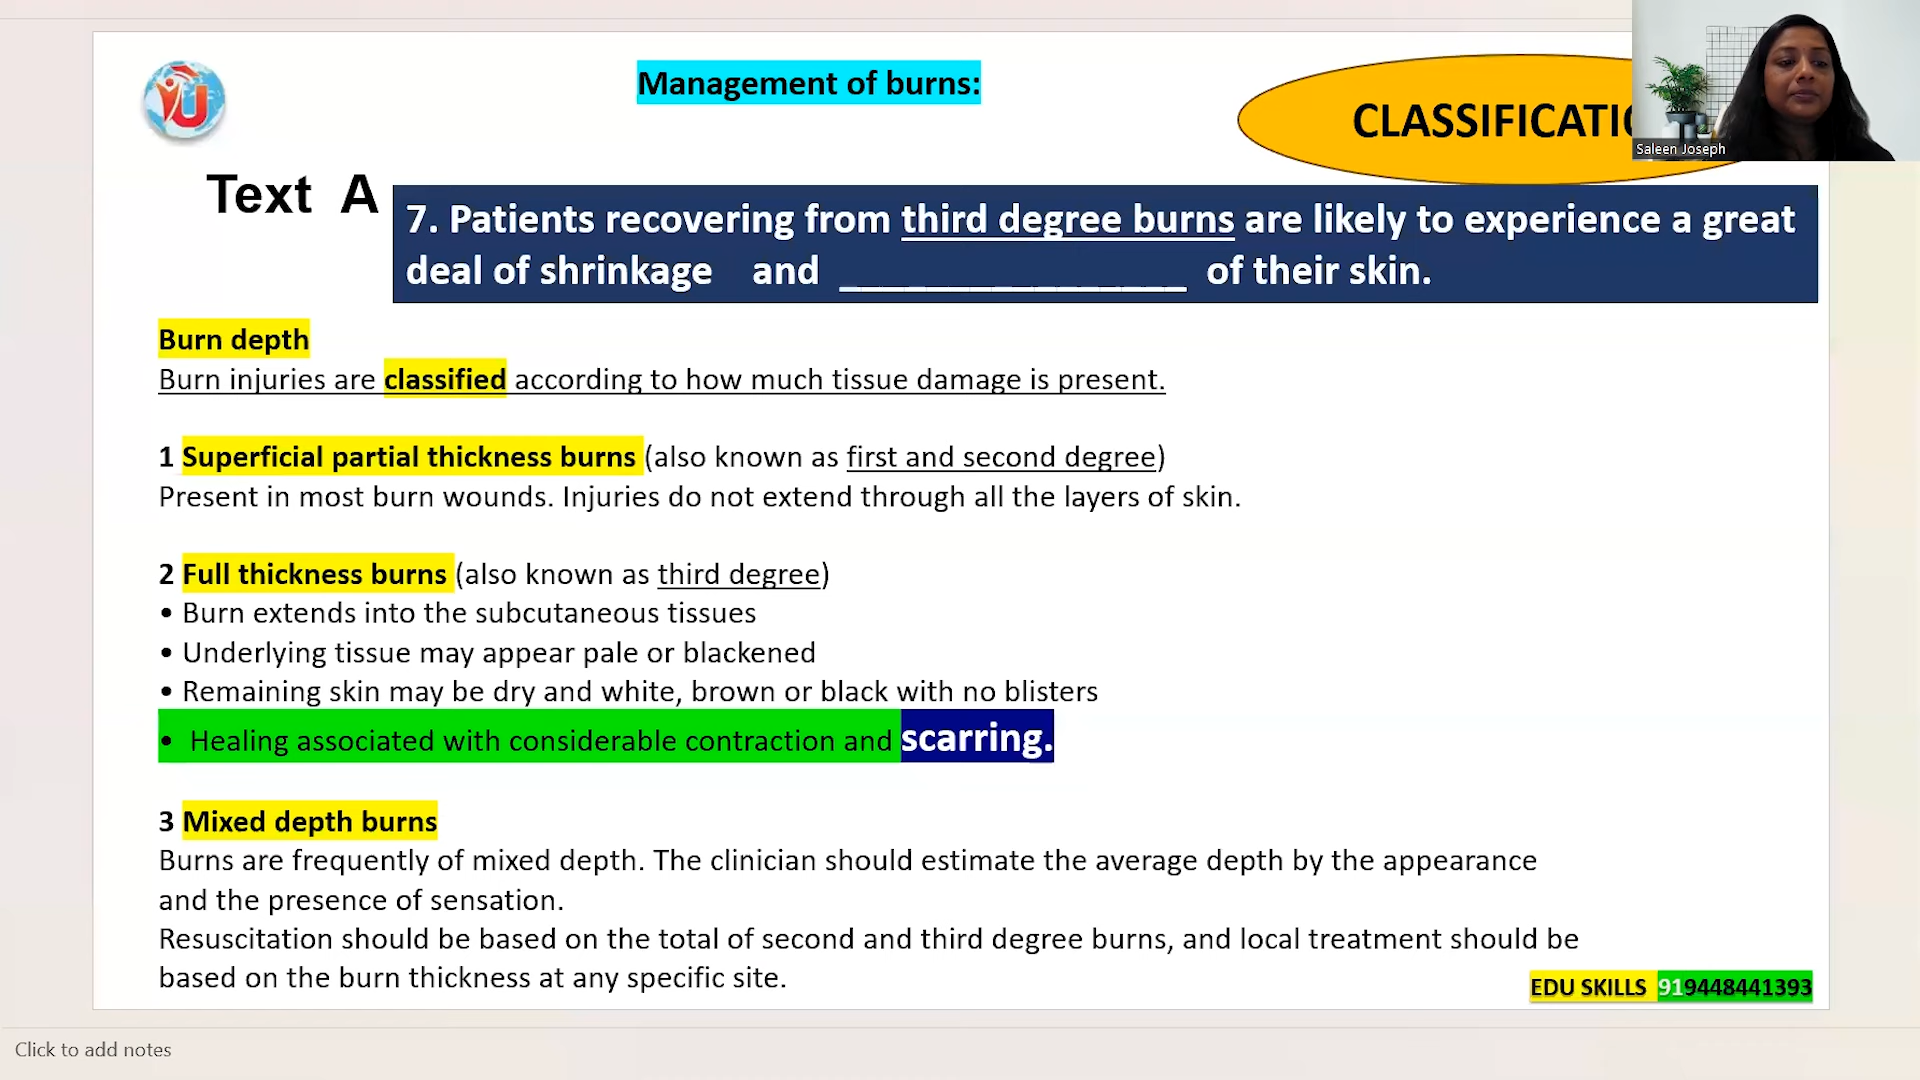 Management of burns:
CLASSIFICATIO
Saleen Joseph
Text A
7. Patients recovering from third degree burns are likely to experience a great
deal of shrinkage and ________________ of their skin.
Burn depth
Burn injuries are classified according to how much tissue damage is present.
1 Superficial partial thickness burns (also known as first and second degree)
Present in most burn wounds. Injuries do not extend through all the layers of skin.
2 Full thickness burns (also known as third degree)
• Burn extends into the subcutaneous tissues
• Underlying tissue may appear pale or blackened
• Remaining skin may be dry and white, brown or black with no blisters
• Healing associated with considerable contraction and scarring.
3 Mixed depth burns
Burns are frequently of mixed depth. The clinician should estimate the average depth by the appearance
and the presence of sensation.
Resuscitation should be based on the total of second and third degree burns, and local treatment should be
based on the burn thickness at any specific site.
EDU SKILLS 919448441393
Click to add notes